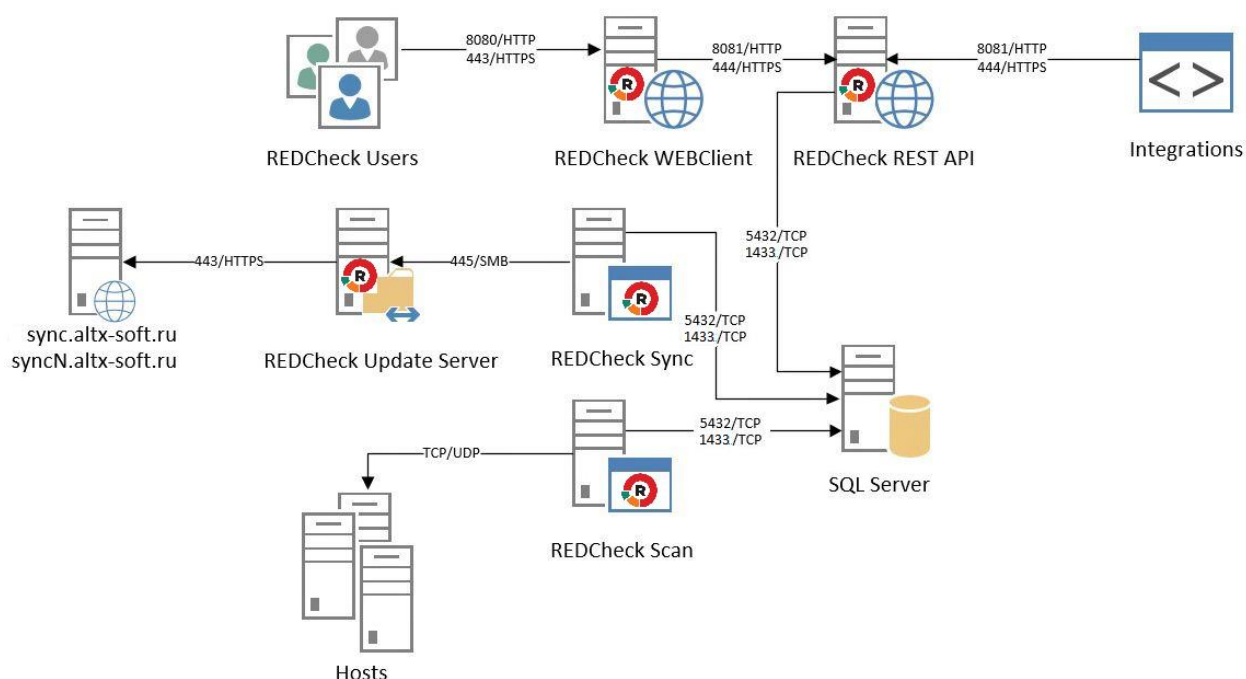 8080/HTTP
443/HTTPS
8081/HTTP
444/HTTPS
8081/HTTP
444/HTTPS
R
R
< >
REDCheck Users
REDCheck WEBClient
REDCheck REST API
Integrations
443/HTTPS
445/SMB
5432/TCP
1433/TCP
R
R
sync.altx-soft.ru
syncN.altx-soft.ru
REDCheck Update Server
REDCheck Sync
5432/TCP
1433/TCP
TCP/UDP
5432/TCP
1433/TCP
R
SQL Server
REDCheck Scan
Hosts